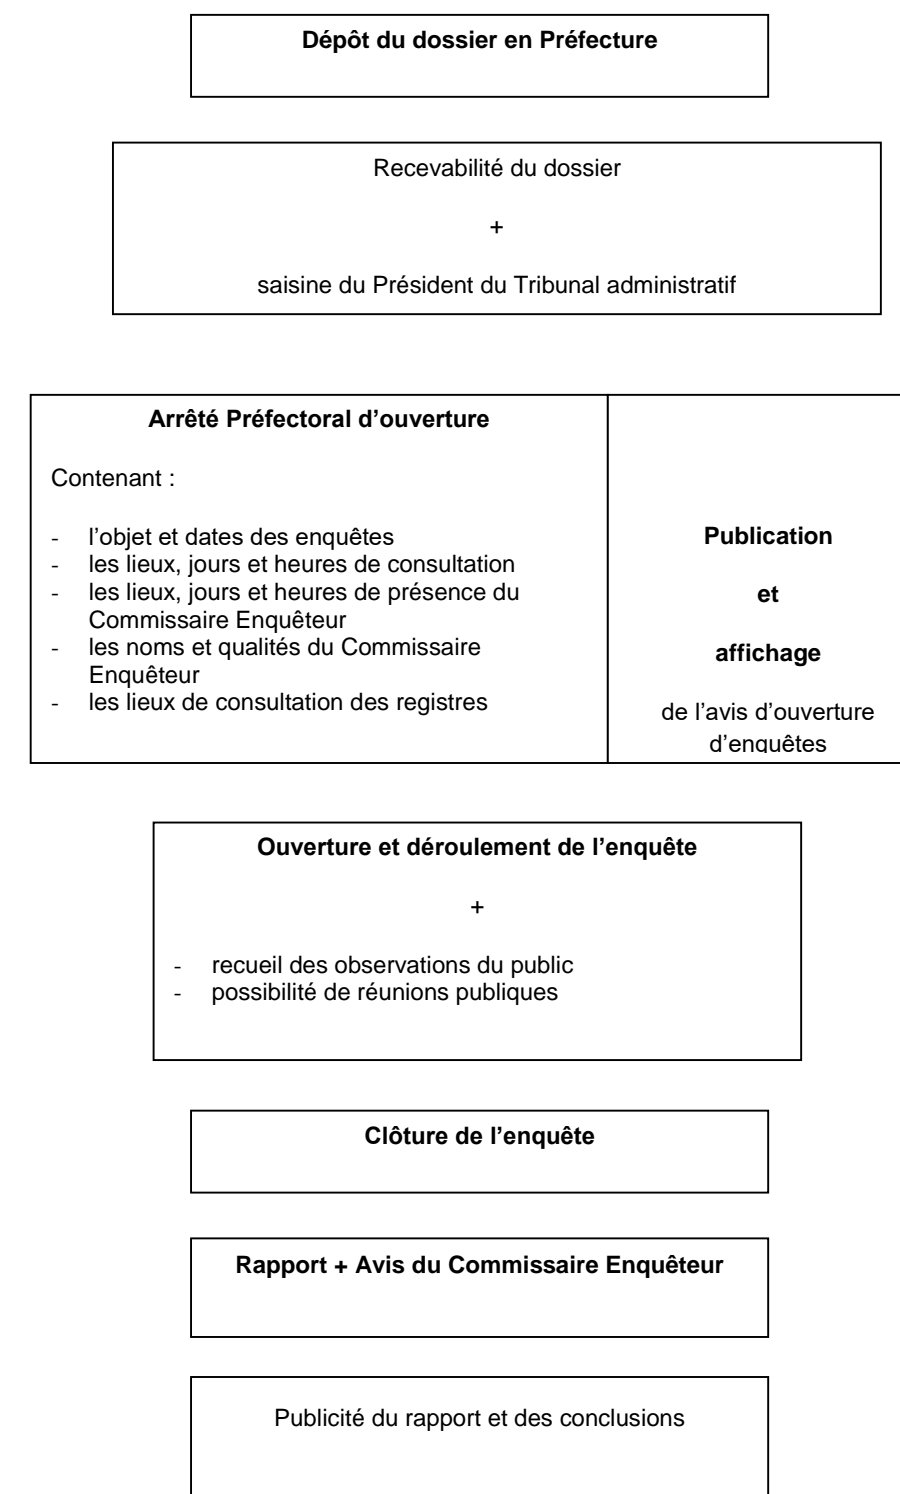 Dépôt du dossier en Préfecture
Recevabilité du dossier
+
saisine du Président du Tribunal administratif
Arrêté Préfectoral d’ouverture
Contenant :
- l’objet et dates des enquêtes
- les lieux, jours et heures de consultation
- les lieux, jours et heures de présence du
Commissaire Enquêteur
- les noms et qualités du Commissaire
Enquêteur
- les lieux de consultation des registres
Publication
et
affichage
de l’avis d’ouverture
d’enquêtes
Ouverture et déroulement de l’enquête
+
- recueil des observations du public
- possibilité de réunions publiques
Clôture de l’enquête
Rapport + Avis du Commissaire Enquêteur
Publicité du rapport et des conclusions